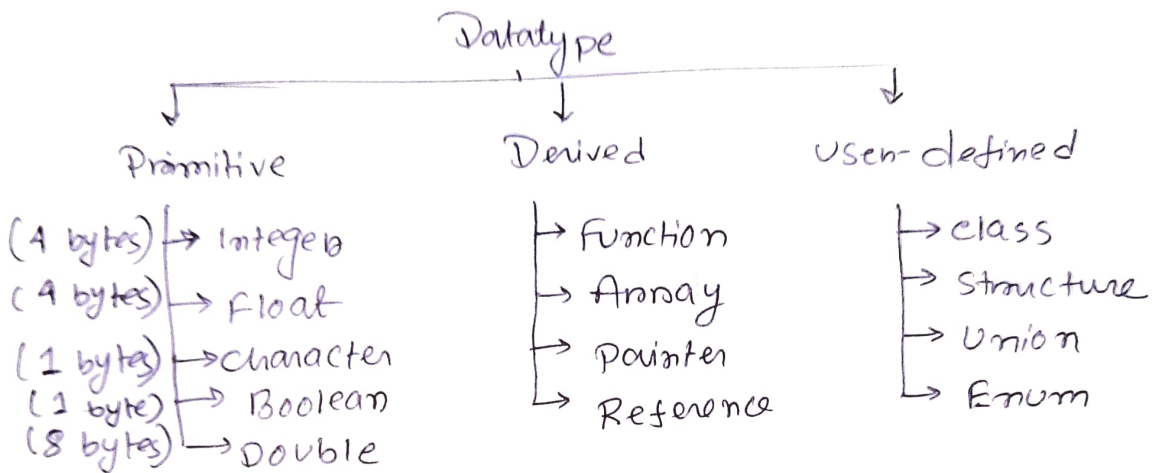 Datatype
Primitive Derived User-defined
(4 bytes) Integer Function class
(4 bytes) Float Array Structure
(1 bytes) character Pointer Union
(1 byte) Boolean Reference Enum
(8 bytes) Double